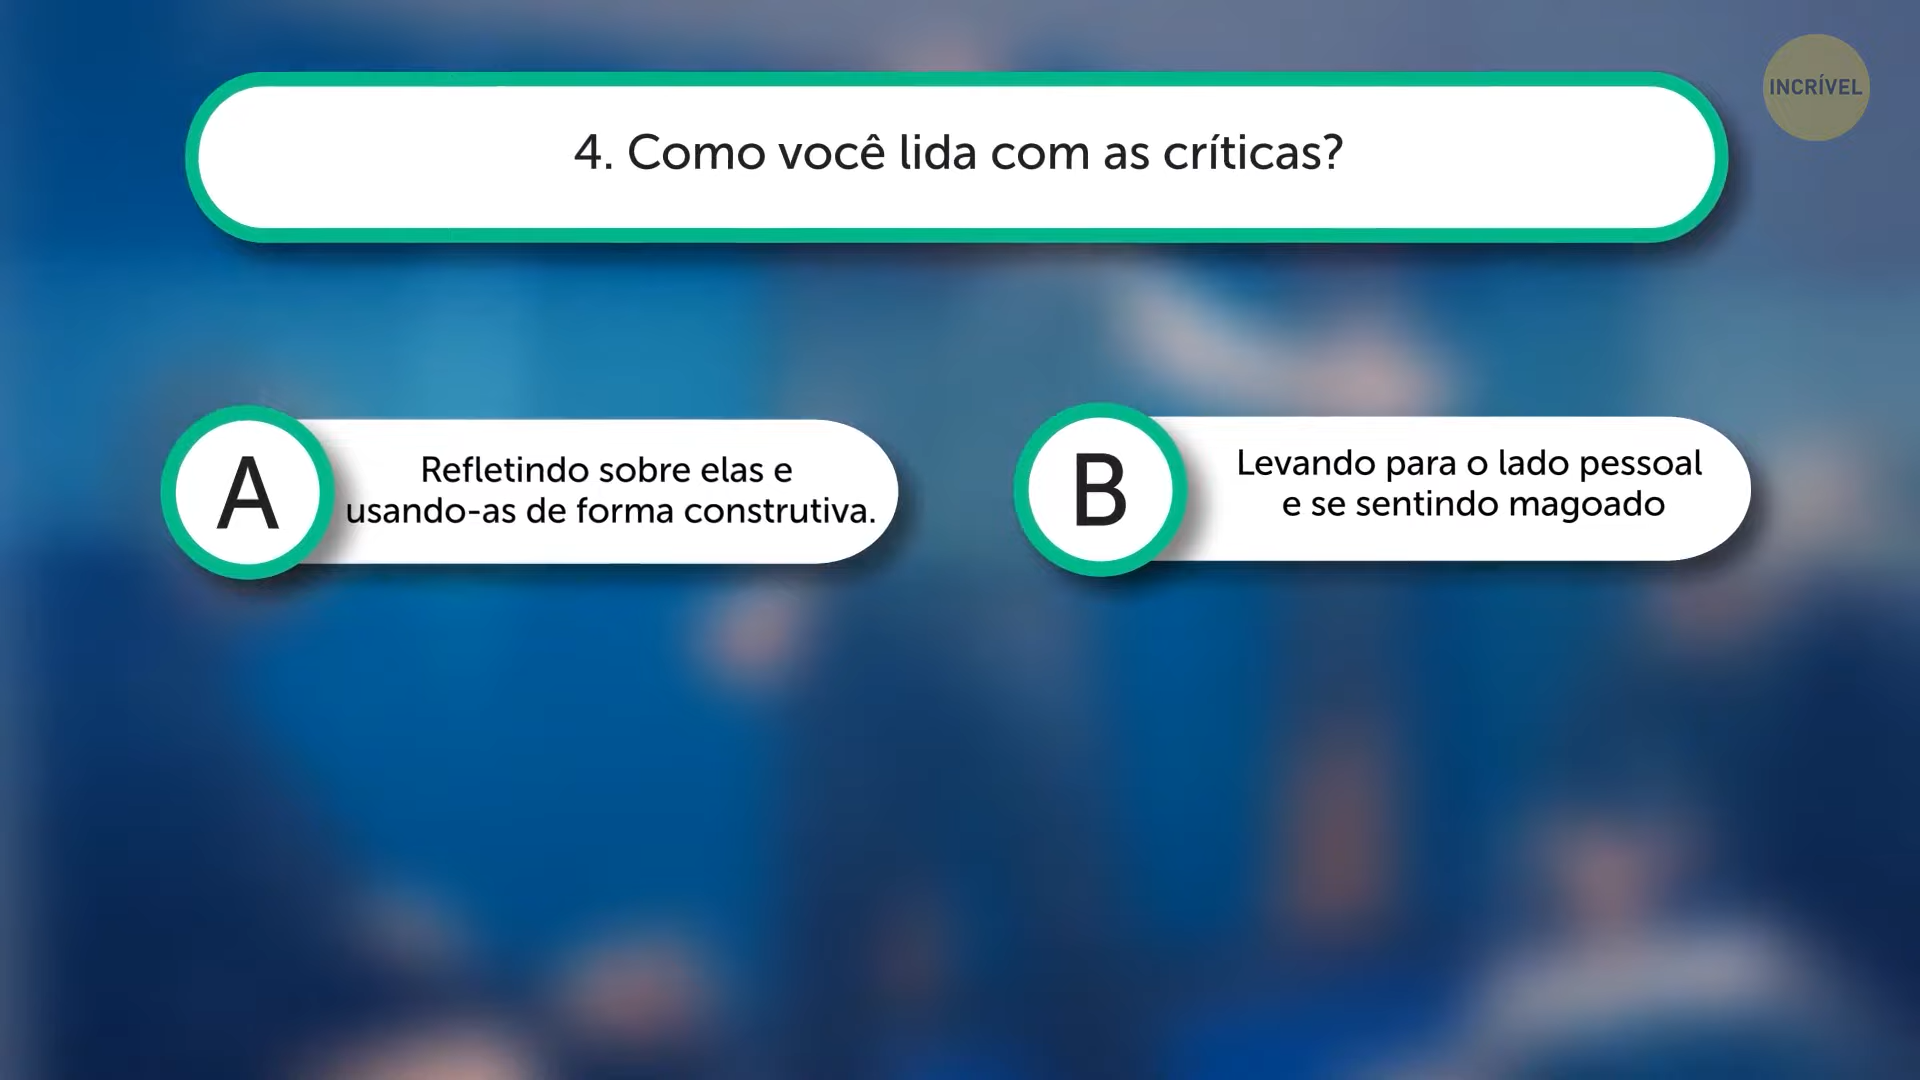 INCRÍVEL
4. Como você lida com as críticas?
A
Refletindo sobre elas e
usando-as de forma construtiva.
B
Levando para o lado pessoal
e se sentindo magoado